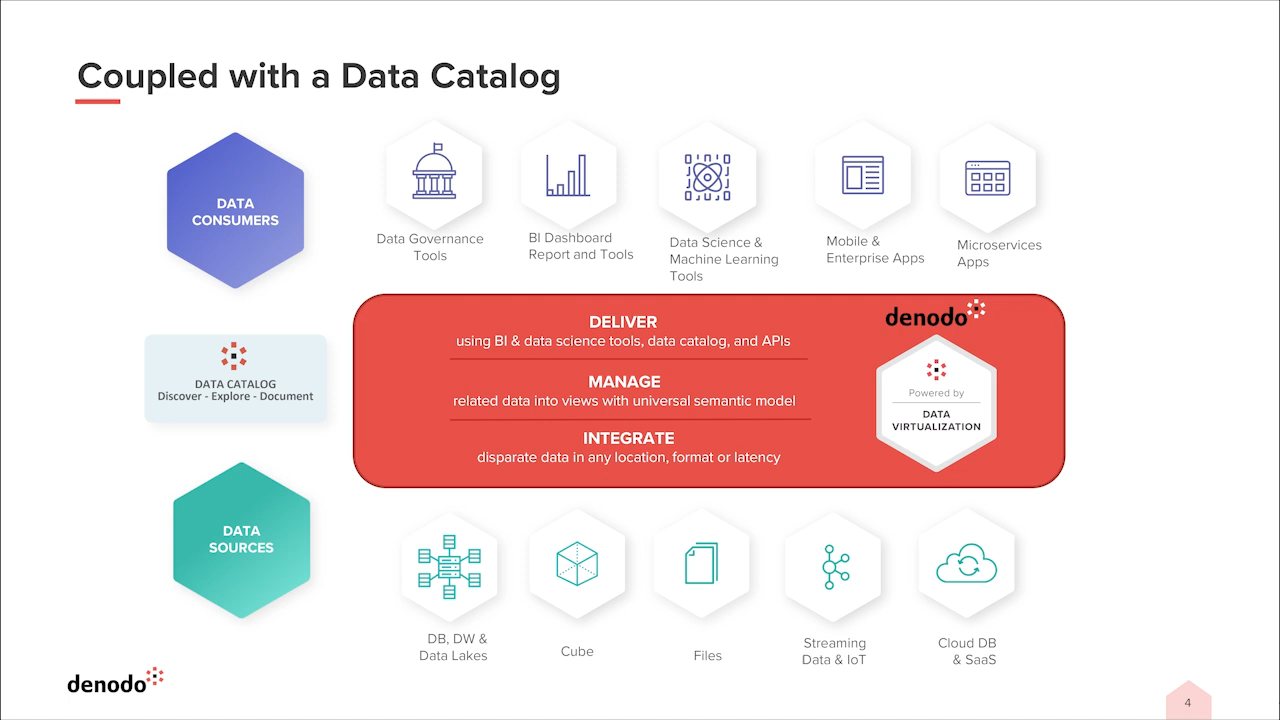 Coupled with a Data Catalog
DATA
CONSUMERS
Data Governance
Tools
BI Dashboard
Report and Tools
Data Science &
Machine Learning
Tools
Mobile &
Enterprise Apps
Microservices
Apps
DATA CATALOG
Discover - Explore - Document
DELIVER
using BI & data science tools, data catalog, and APIs
MANAGE
related data into views with universal semantic model
INTEGRATE
disparate data in any location, format or latency
denodo
Powered by
DATA
VIRTUALIZATION
DATA
SOURCES
DB, DW &
Data Lakes
Cube
Files
Streaming
Data & IoT
Cloud DB
& SaaS
denodo
4